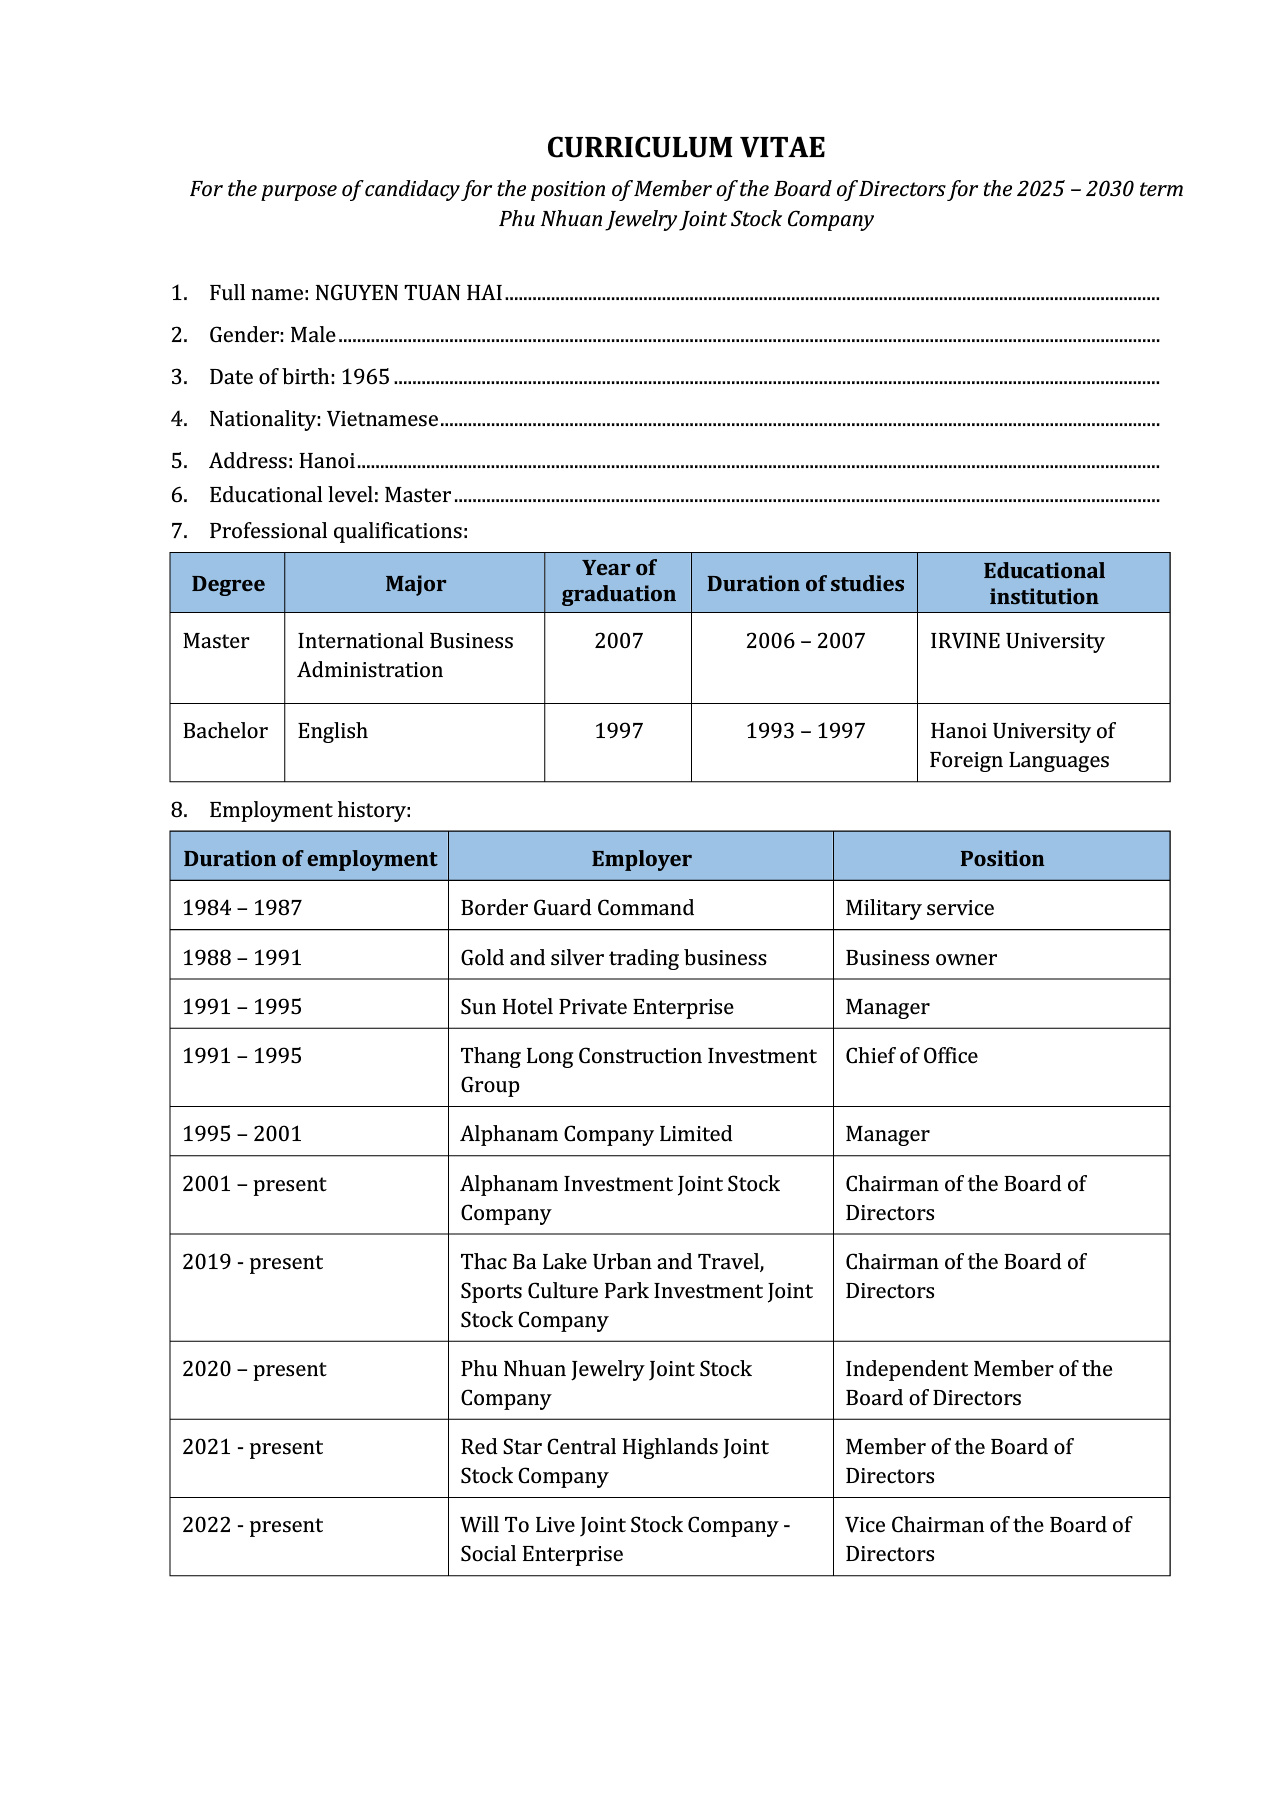 CURRICULUM VITAE
For the purpose of candidacy for the position of Member of the Board of Directors for the 2025 – 2030 term
Phu Nhuan Jewelry Joint Stock Company
1. Full name: NGUYEN TUAN HAI
2. Gender: Male
3. Date of birth: 1965
4. Nationality: Vietnamese
5. Address: Hanoi
6. Educational level: Master
7. Professional qualifications:
Degree Major Year of graduation Duration of studies Educational institution
Master International Business Administration 2007 2006 – 2007 IRVINE University
Bachelor English 1997 1993 – 1997 Hanoi University of Foreign Languages
8. Employment history:
Duration of employment Employer Position
1984 – 1987 Border Guard Command Military service
1988 – 1991 Gold and silver trading business Business owner
1991 – 1995 Sun Hotel Private Enterprise Manager
1991 – 1995 Thang Long Construction Investment Group Chief of Office
1995 – 2001 Alphanam Company Limited Manager
2001 – present Alphanam Investment Joint Stock Company Chairman of the Board of Directors
2019 - present Thac Ba Lake Urban and Travel, Sports Culture Park Investment Joint Stock Company Chairman of the Board of Directors
2020 – present Phu Nhuan Jewelry Joint Stock Company Independent Member of the Board of Directors
2021 - present Red Star Central Highlands Joint Stock Company Member of the Board of Directors
2022 - present Will To Live Joint Stock Company - Social Enterprise Vice Chairman of the Board of Directors